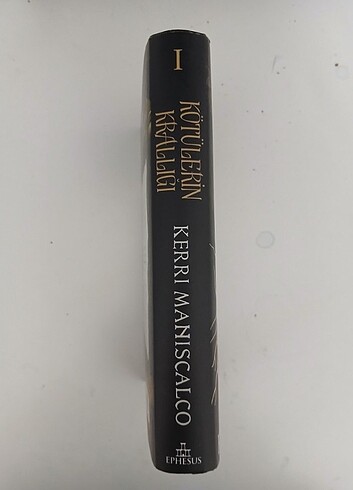 I
KÖTÜLERİN
KRALLIĞI
KERRI MANISCALCO
EPHESUS